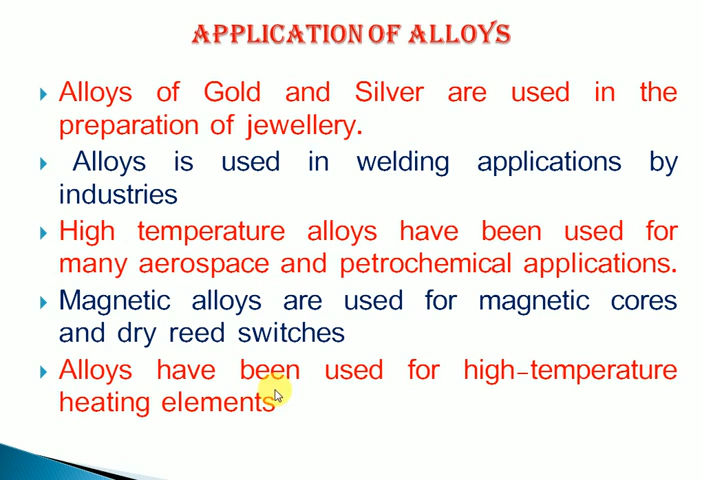 APPLICATION OF ALLOYS
Alloys of Gold and Silver are used in the
preparation of jewellery.
Alloys is used in welding applications by
industries
High temperature alloys have been used for
many aerospace and petrochemical applications.
Magnetic alloys are used for magnetic cores
and dry reed switches
Alloys have been used for high-temperature
heating elements